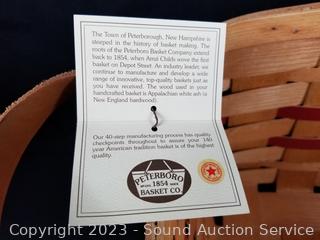 The Town of Peterborough, New Hampshire is
steeped in the history of basket making. The
roots of the Peterboro Basket Company extend
back to 1854, when Amzi Childs wove the first
basket on Depot Street. An industry leader, we
continue to manufacture and develop a wide
range of innovative, top-quality baskets just
as you have received. The wood used in your
handcrafted basket is Appalachian white ash (a
New England hardwood).
Our 40-step manufacturing process has quality
checkpoints throughout to assure your 140
year American tradition basket is of the highest
quality.
PETERBORO
1854
BASKET CO.
Copyright 2023 - Sound Auction Service